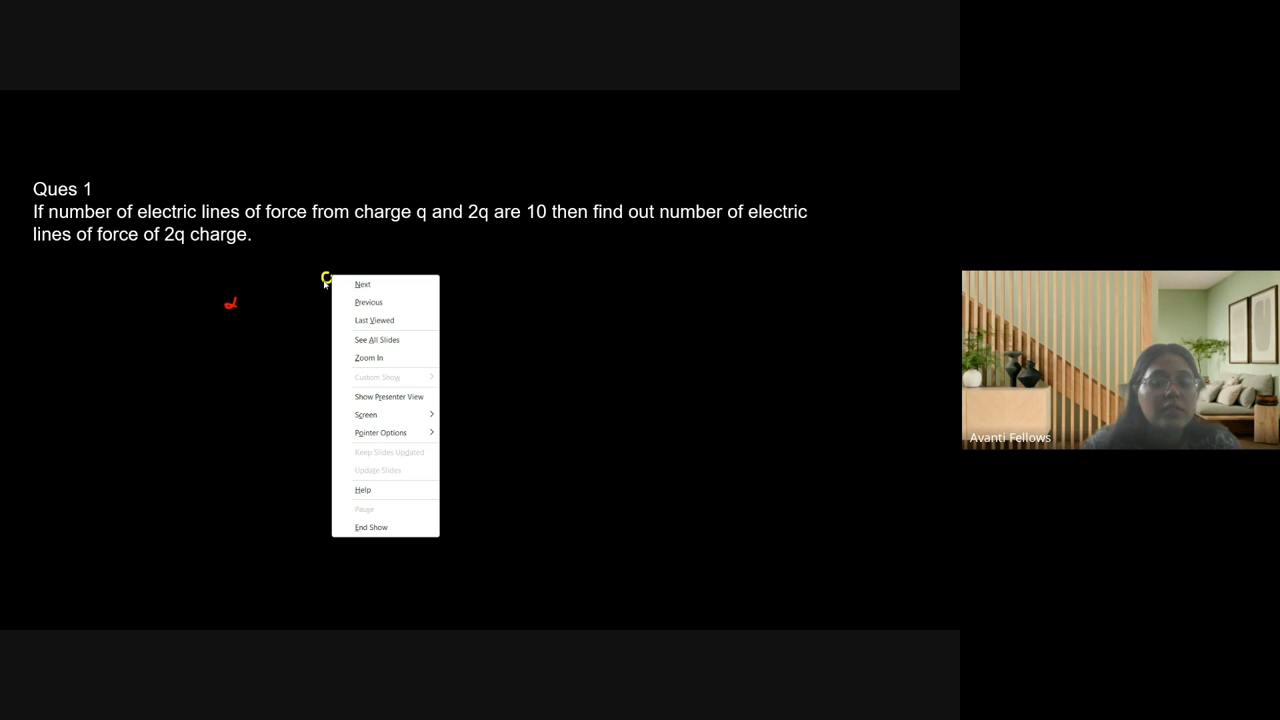 Ques 1
If number of electric lines of force from charge q and 2q are 10 then find out number of electric
lines of force of 2q charge.
Next
Previous
Last Viewed
See All Slides
Zoom In
Custom Show
Show Presenter View
Screen
Pointer Options
Keep Slides Updated
Update Slides
Help
Pause
End Show
Avanti Fellows